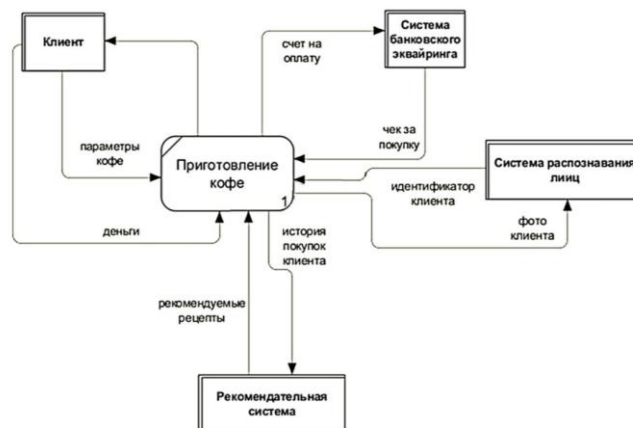 Клиент
Система
банковского
эквайринга
счет на
оплату
чек за
покупку
параметры
кофе
Приготовление
кофе
1
Система распознавания
лииц
идентификатор
клиента
фото
клиента
деньги
история
покупок
клиента
рекомендуемые
рецепты
Рекомендательная
система